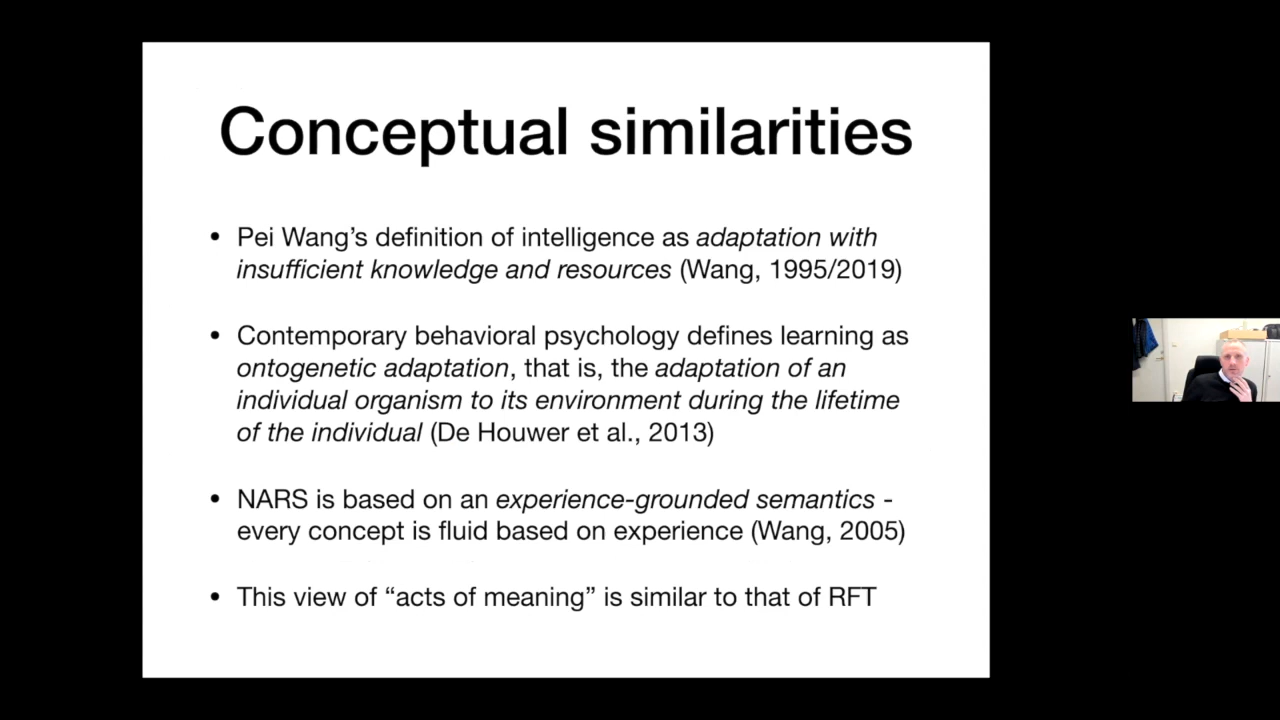 Conceptual similarities
• Pei Wang’s definition of intelligence as adaptation with
insufficient knowledge and resources (Wang, 1995/2019)
• Contemporary behavioral psychology defines learning as
ontogenetic adaptation, that is, the adaptation of an
individual organism to its environment during the lifetime
of the individual (De Houwer et al., 2013)
• NARS is based on an experience-grounded semantics -
every concept is fluid based on experience (Wang, 2005)
• This view of “acts of meaning” is similar to that of RFT